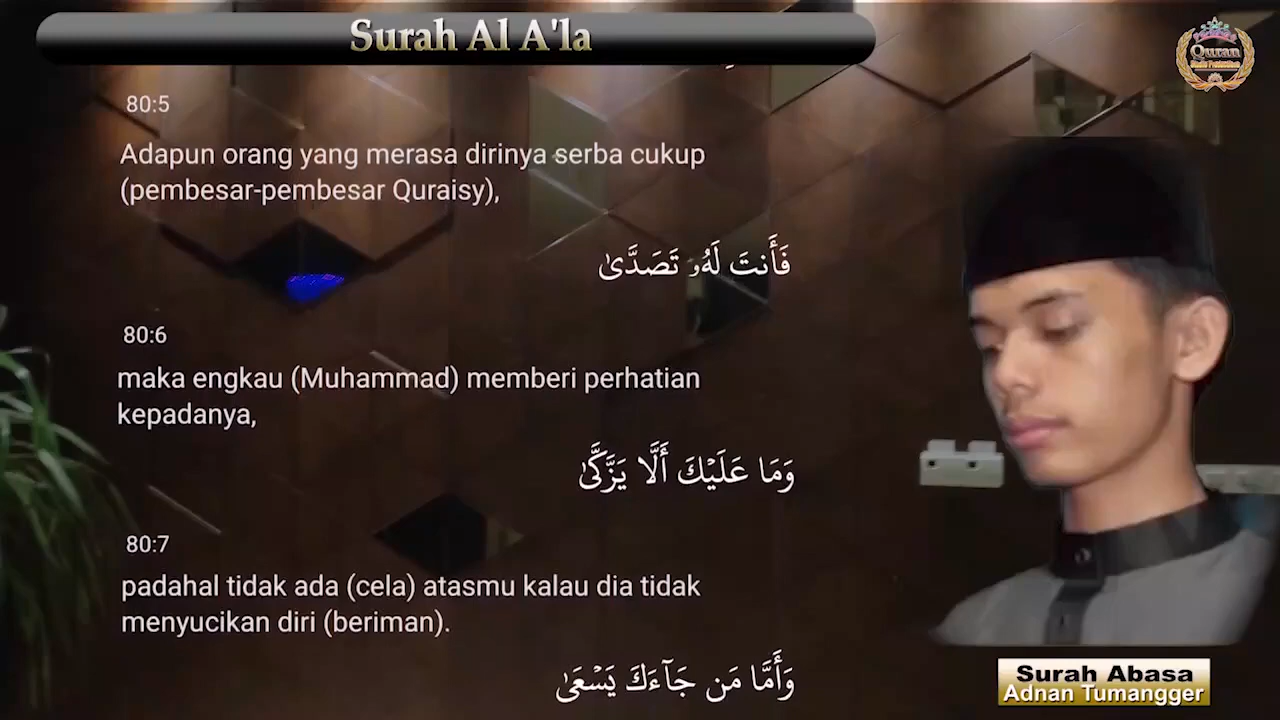 Surah Al A'la
Quran
80:5
Adapun orang yang merasa dirinya serba cukup
(pembesar-pembesar Quraisy),
فَأَنتَ لَهُۥ تَصَدَّىٰ
80:6
maka engkau (Muhammad) memberi perhatian
kepadanya,
وَمَا عَلَيْكَ أَلَّا يَزَّكَّىٰ
80:7
padahal tidak ada (cela) atasmu kalau dia tidak
menyucikan diri (beriman).
وَأَمَّا مَن جَآءَكَ يَسْعَىٰ
Surah Abasa
Adnan Tumangger